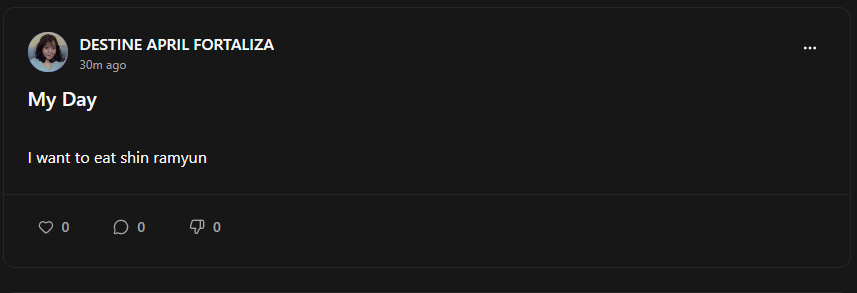 DESTINE APRIL FORTALIZA
30m ago
My Day
I want to eat shin ramyun
0 0 0